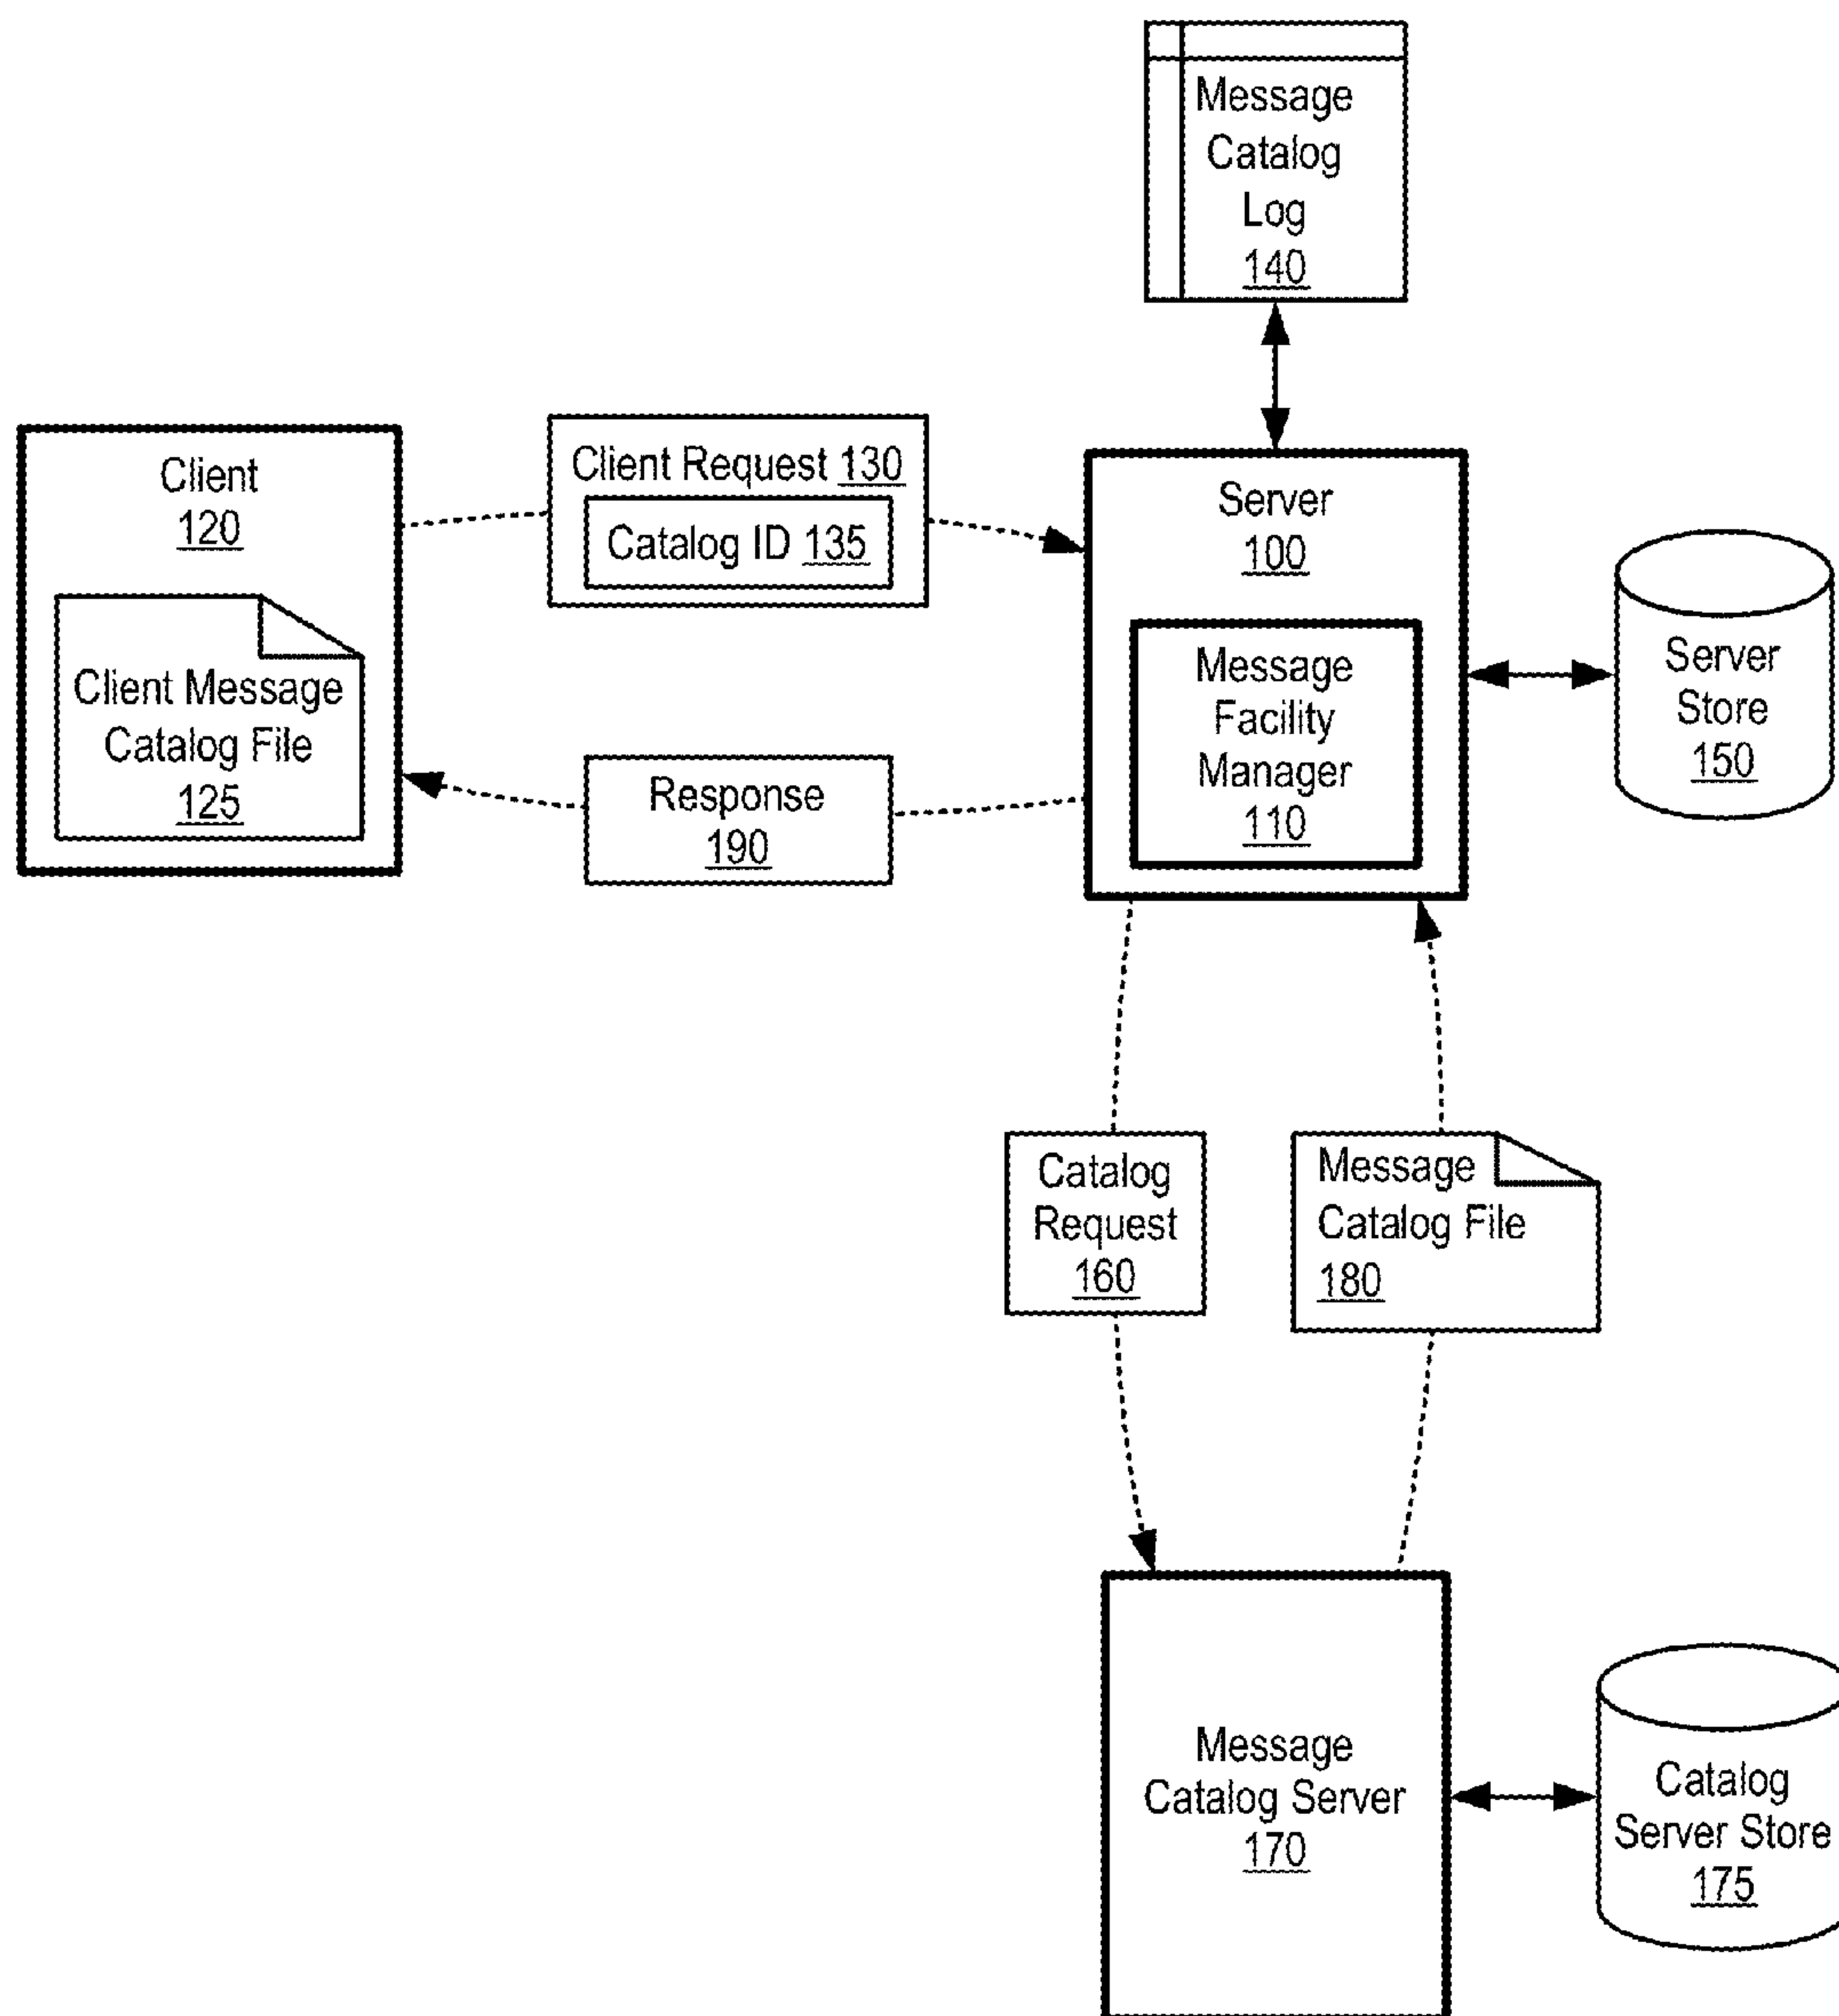 Message
Catalog
Log
140
Client
120
Client Message
Catalog File
125
Client Request 130
Catalog ID 135
Response
190
Server
100
Message
Facility
Manager
110
Server
Store
150
Catalog
Request
160
Message
Catalog File
180
Message
Catalog Server
170
Catalog
Server Store
175